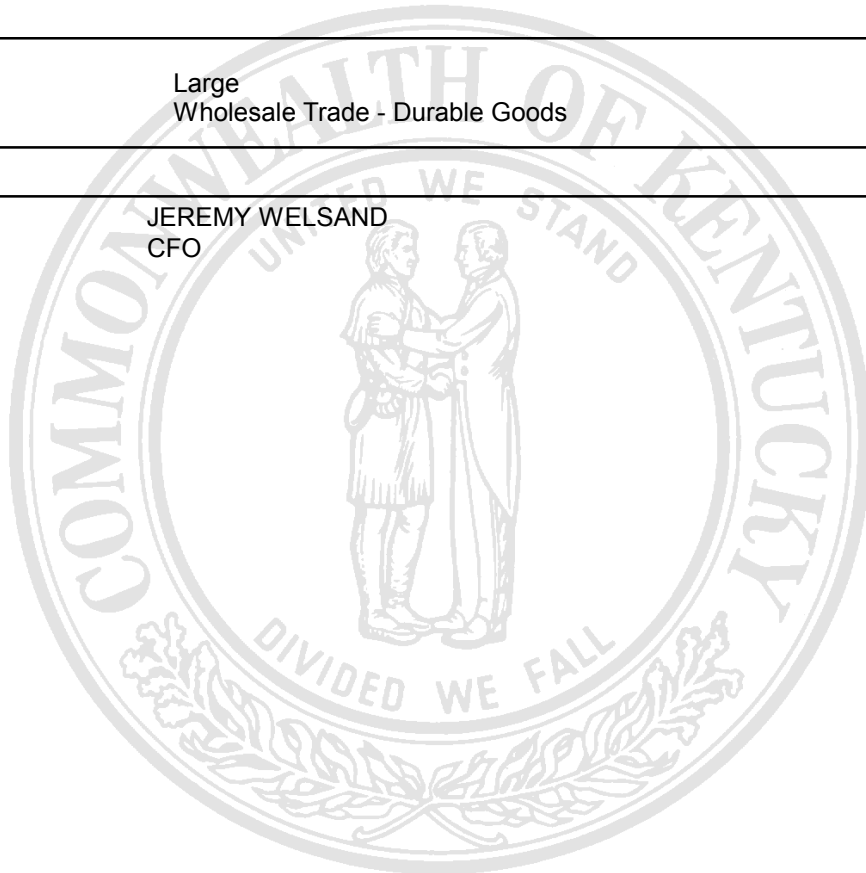 Large
Wholesale Trade - Durable Goods
JEREMY WELSAND
CFO
COMMONWEALTH OF KENTUCKY
UNITED WE STAND
DIVIDED WE FALL